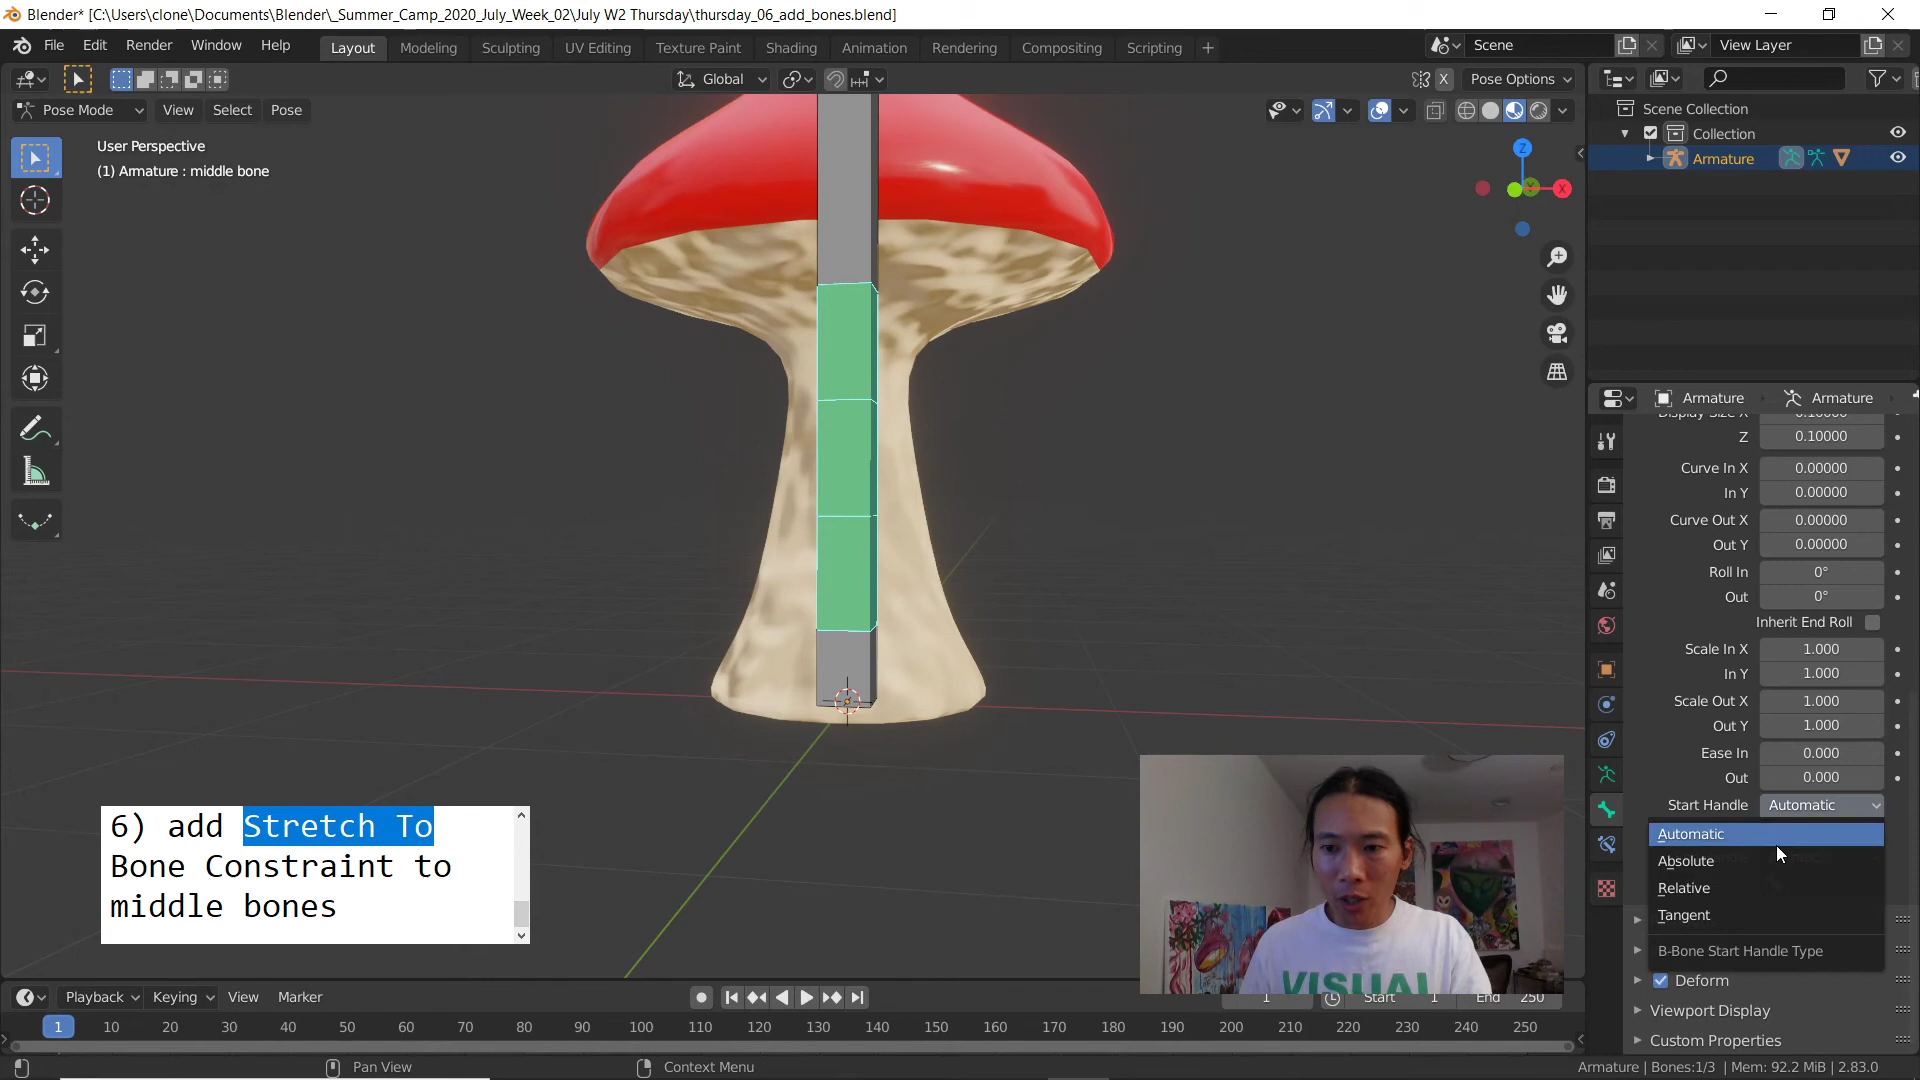 Blender* [C:\Users\clone\Documents\Blender\_Summer_Camp_2020_July_Week_02\July W2 Thursday\thursday_06_add_bones.blend]
File Edit Render Window Help
Layout Modeling Sculpting UV Editing Texture Paint Shading Animation Rendering Compositing Scripting +
Scene
View Layer
Global
X
Pose Options
Pose Mode View Select Pose
User Perspective
(1) Armature : middle bone
Z
X
Scene Collection
Collection
Armature
Armature Armature
Display Size X 0.10000
Z 0.10000
Curve In X 0.00000
In Y 0.00000
Curve Out X 0.00000
Out Y 0.00000
Roll In 0°
Out 0°
Inherit End Roll
Scale In X 1.000
In Y 1.000
Scale Out X 1.000
Out Y 1.000
Ease In 0.000
Out 0.000
Start Handle Automatic
Automatic
Absolute
Relative
Tangent
B-Bone Start Handle Type
Deform
Viewport Display
Custom Properties
6) add Stretch To
Bone Constraint to
middle bones
VISUAL
Playback Keying View Marker
1 Start 1 End 250
1 10 20 30 40 50 60 70 80 90 100 110 120 130 140 150 160 170 180 190 200 210 220 230 240 250
Pan View
Context Menu
Armature | Bones:1/3 | Mem: 92.2 MiB | 2.83.0